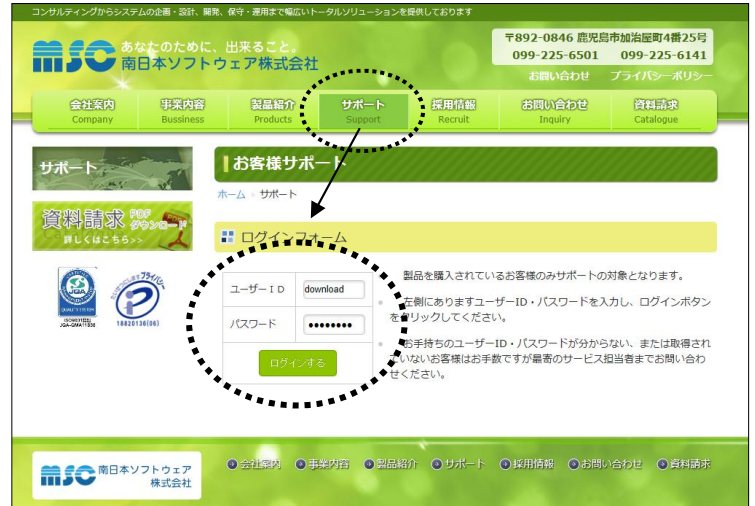 コンサルティングからシステムの企画・設計、開発、保守・運用まで幅広いトータルソリューションを提供しております
msc
あなたのために、出来ること。
南日本ソフトウェア株式会社
〒892-0846 鹿児島市加治屋町4番25号
099-225-6501 099-225-6141
お問い合わせ プライバシーポリシー
会社案内 事業内容 製品紹介 サポート 採用情報 お問い合わせ 資料請求
Company Bussiness Products Support Recruit Inquiry Catalogue
サポート
お客様サポート
ホーム › サポート
資料請求 PDF ダウンロード
詳しくはこちら>>
ログインフォーム
ユーザーID download
パスワード ••••••••
ログインする
製品を購入されているお客様のみサポートの対象となります。
左側にありますユーザーID・パスワードを入力し、ログインボタン
をクリックしてください。
お手持ちのユーザーID・パスワードが分からない、または取得され
ていないお客様はお手数ですが最寄のサービス担当者までお問い合わ
せください。
JQA
プライバシー
JQA-QMA11838
18820136(06)
msc 南日本ソフトウェア
株式会社
会社案内 事業内容 製品紹介 サポート 採用情報 お問い合わせ 資料請求